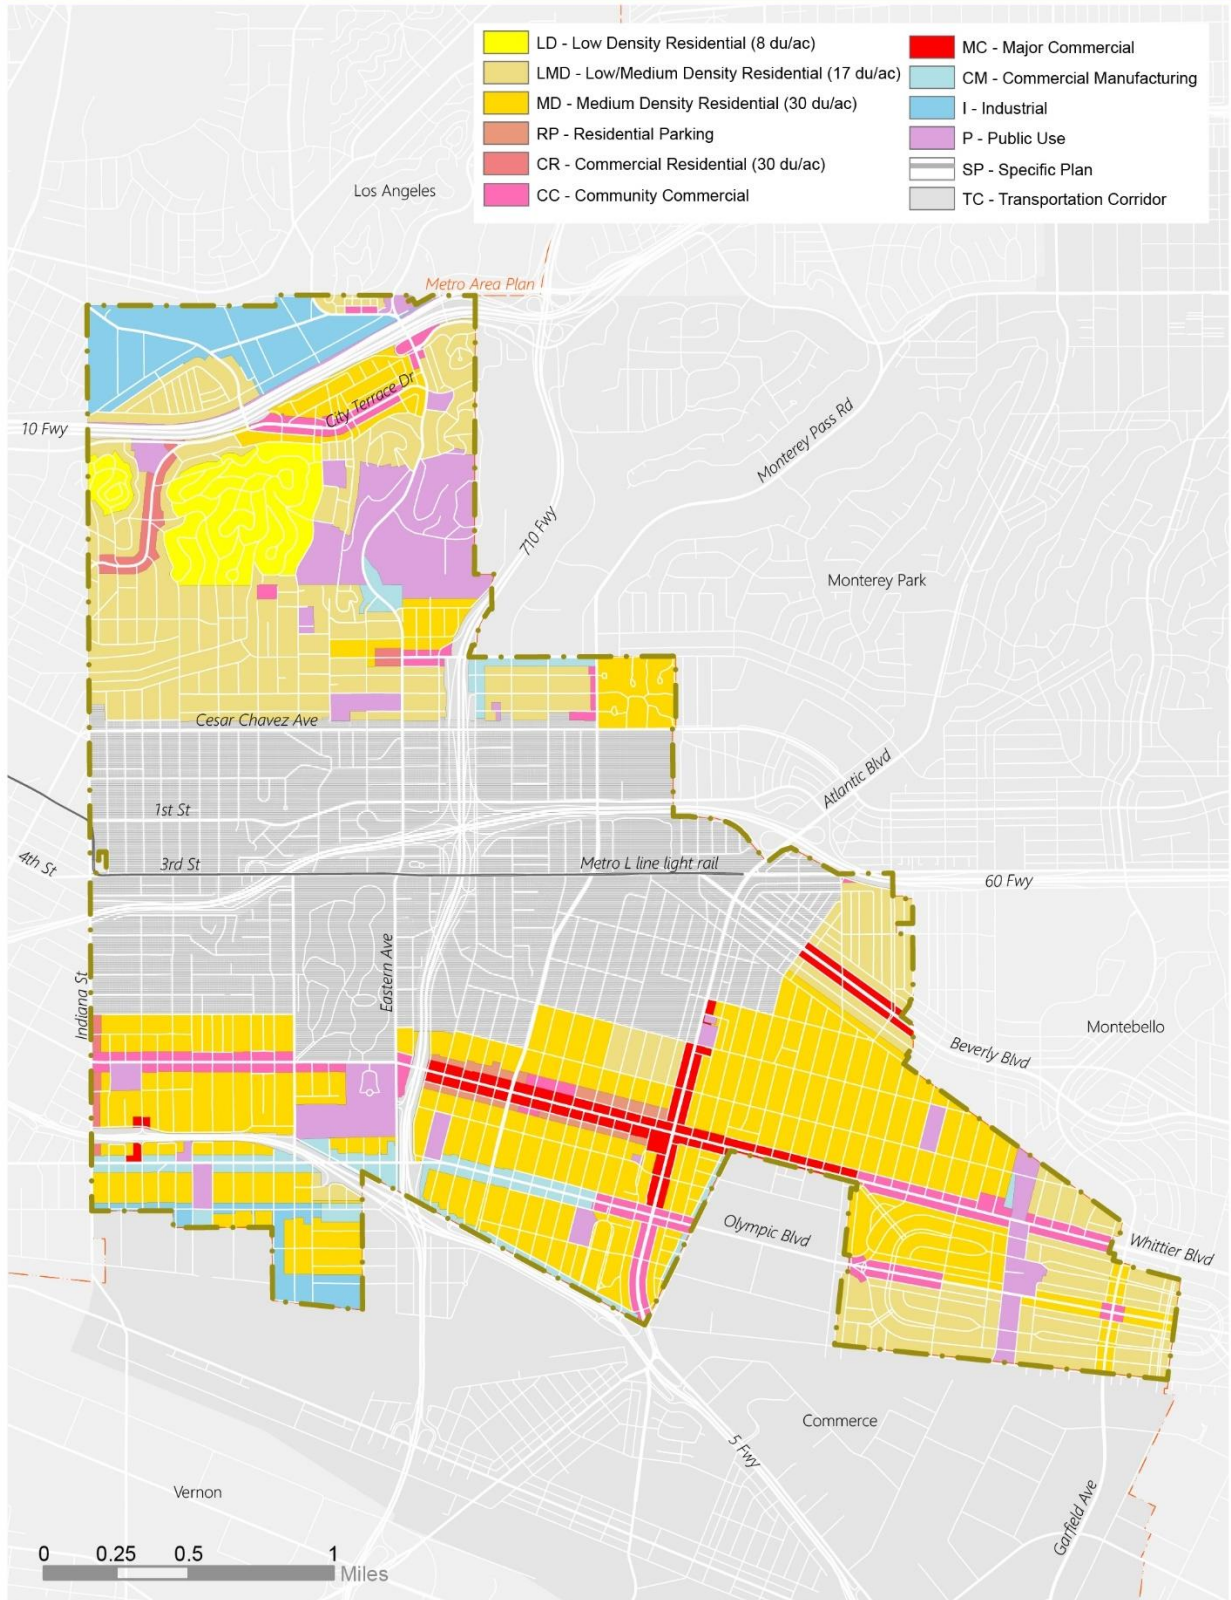 LD - Low Density Residential (8 du/ac)
LMD - Low/Medium Density Residential (17 du/ac)
MD - Medium Density Residential (30 du/ac)
RP - Residential Parking
CR - Commercial Residential (30 du/ac)
CC - Community Commercial
MC - Major Commercial
CM - Commercial Manufacturing
I - Industrial
P - Public Use
SP - Specific Plan
TC - Transportation Corridor
Los Angeles
Metro Area Plan
City Terrace Dr
10 Fwy
Monterey Pass Rd
710 Fwy
Monterey Park
Cesar Chavez Ave
Atlantic Blvd
1st St
4th St
3rd St
Metro L line light rail
60 Fwy
Indiana St
Eastern Ave
Montebello
Beverly Blvd
Olympic Blvd
Whittier Blvd
Commerce
5 Fwy
Vernon
Garfield Ave
0 0.25 0.5 1
Miles